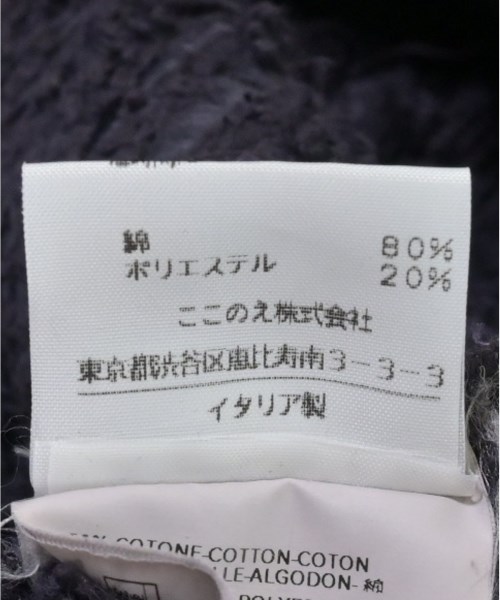 綿 80%
ポリエステル 20%
ここのえ株式会社
東京都渋谷区恵比寿南3-3-3
イタリア製
COTONE-COTTON-COTON
LLE-ALGODON-綿